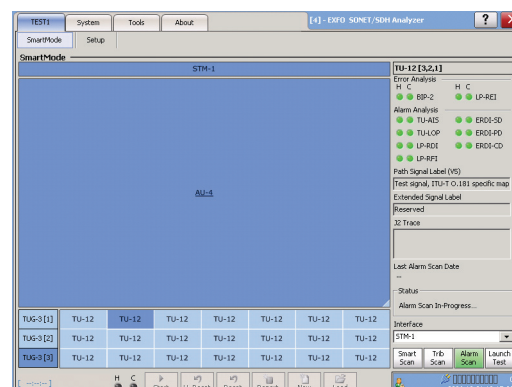 TEST1 System Tools About [4] - EXFO SONET/SDH Analyzer ? X
SmartMode Setup
SmartMode
STM-1
AU-4
TUG-3 [1] TU-12 TU-12 TU-12 TU-12 TU-12 TU-12 TU-12
TUG-3 [2] TU-12 TU-12 TU-12 TU-12 TU-12 TU-12 TU-12
TUG-3 [3] TU-12 TU-12 TU-12 TU-12 TU-12 TU-12 TU-12
TU-12 [3,2,1]
Error Analysis
H C H C
BIP-2 LP-REI
Alarm Analysis
TU-AIS ERDI-SD
TU-LOP ERDI-PD
LP-RDI ERDI-CD
LP-RFI
Path Signal Label (V5)
Test signal, ITU-T O.181 specific map
Extended Signal Label
Reserved
J2 Trace
Last Alarm Scan Date
--
Status
Alarm Scan In-Progress...
Interface
STM-1
Smart Scan Trib Scan Alarm Scan Launch Test
[ --:--:-- ] H C